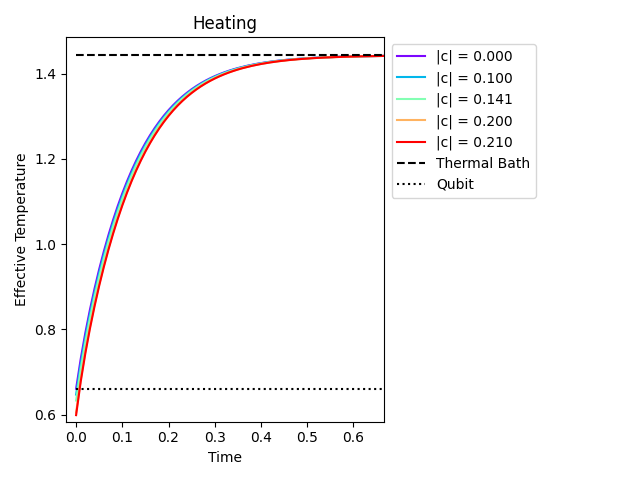 Heating
Effective Temperature
1.4
1.2
1.0
0.8
0.6
0.0 0.1 0.2 0.3 0.4 0.5 0.6
Time
|c| = 0.000
|c| = 0.100
|c| = 0.141
|c| = 0.200
|c| = 0.210
Thermal Bath
Qubit